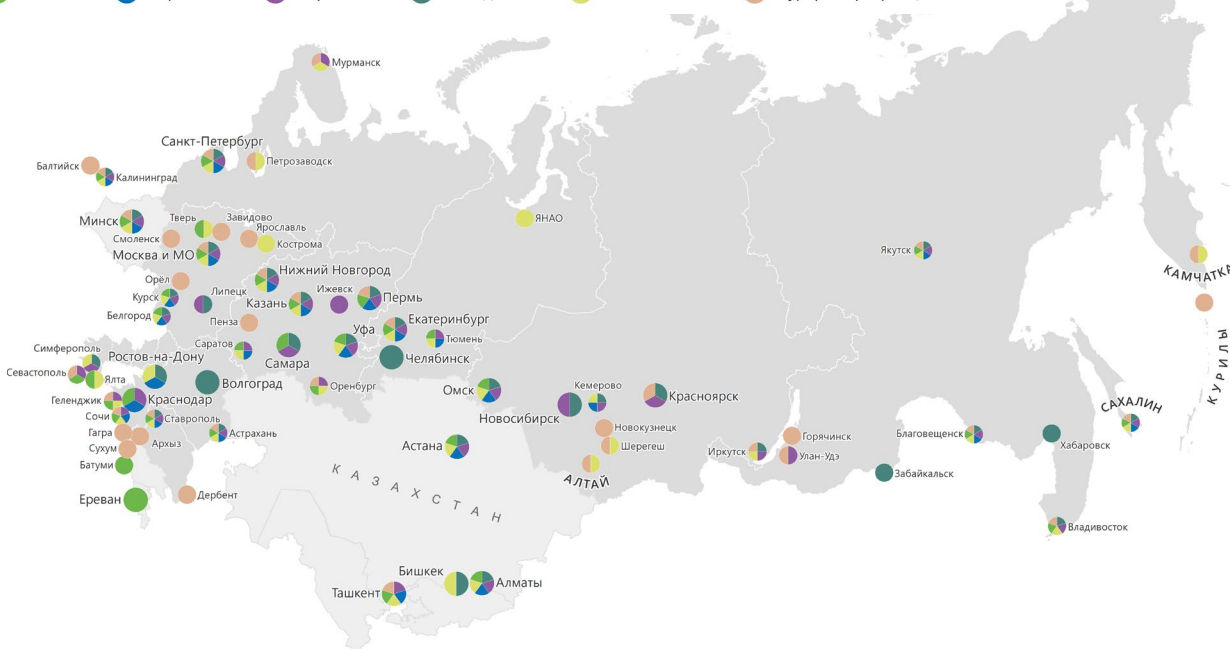 Мурманск
Санкт-Петербург
Петрозаводск
Балтийск
Калининград
ЯНАО
Минск
Тверь
Завидово
Ярославль
Смоленск
Кострома
Москва и МО
Якутск
КАМЧАТКА
Нижний Новгород
Орёл
Ижевск
Липецк
Курск
Казань
Пермь
Белгород
Пенза
Екатеринбург
Уфа
Тюмень
Саратов
Симферополь
Ростов-на-Дону
Самара
Челябинск
Севастополь
Ялта
Волгоград
Оренбург
КУРИЛЫ
Омск
Кемерово
Красноярск
Геленджик
Краснодар
САХАЛИН
Сочи
Ставрополь
Новосибирск
Новокузнецк
Гагра
Архыз
Астрахань
Астана
Шерегеш
Горячинск
Благовещенск
Хабаровск
Сухум
Иркутск
Улан-Удэ
Батуми
АЛТАЙ
Забайкальск
КАЗАХСТАН
Ереван
Дербент
Владивосток
Бишкек
Алматы
Ташкент